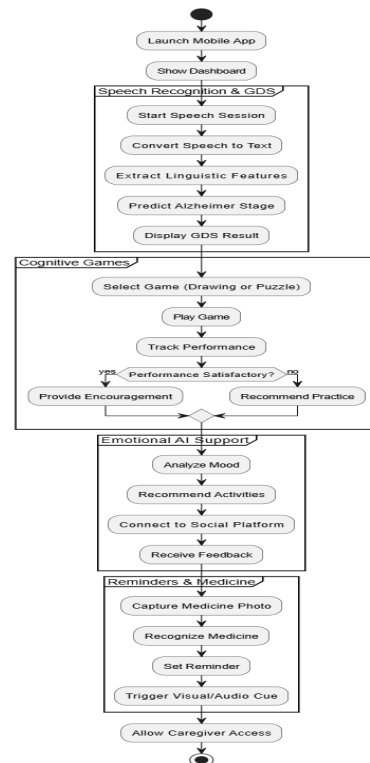 Launch Mobile App
Show Dashboard
Speech Recognition & GDS
Start Speech Session
Convert Speech to Text
Extract Linguistic Features
Predict Alzheimer Stage
Display GDS Result
Cognitive Games
Select Game (Drawing or Puzzle)
Play Game
Track Performance
yes
Performance Satisfactory?
no
Provide Encouragement
Recommend Practice
Emotional AI Support
Analyze Mood
Recommend Activities
Connect to Social Platform
Receive Feedback
Reminders & Medicine
Capture Medicine Photo
Recognize Medicine
Set Reminder
Trigger Visual/Audio Cue
Allow Caregiver Access